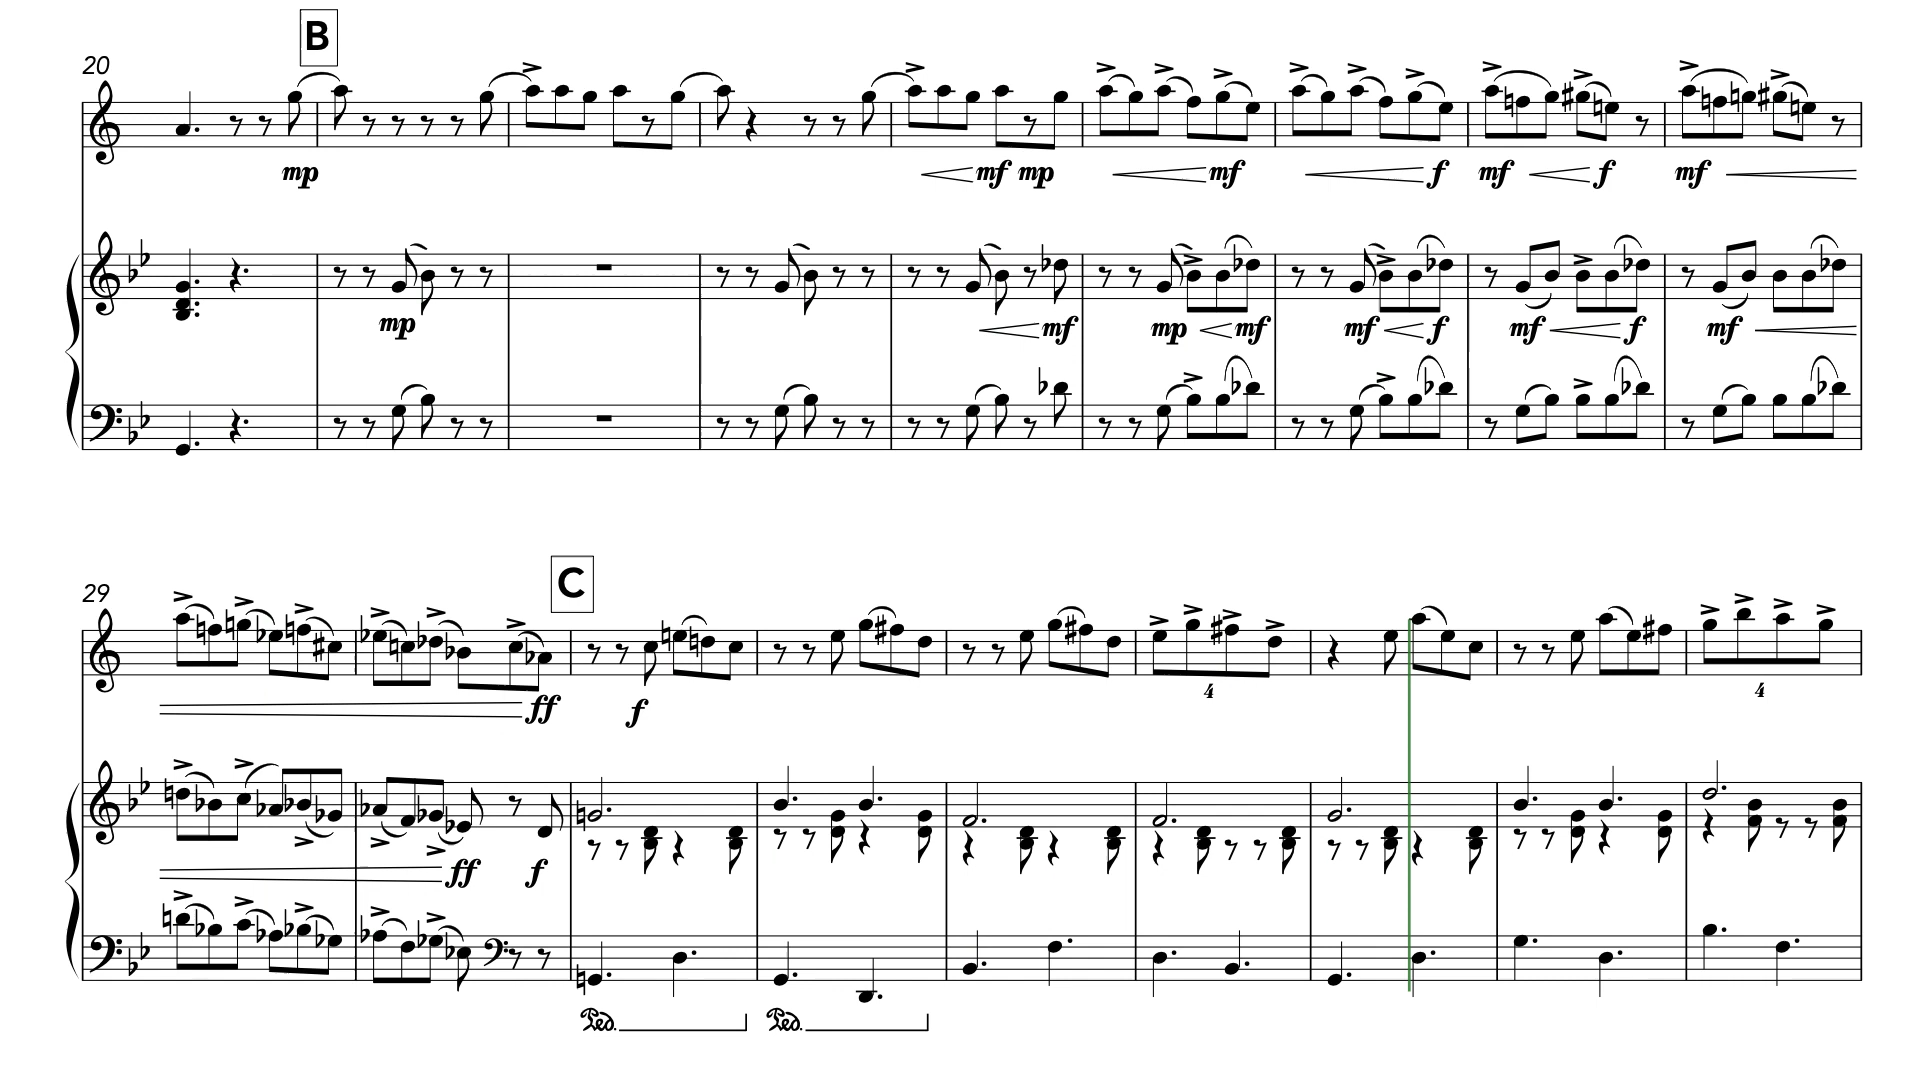 B
20
mp
mf mp mf f mf f mf
mp mf mp mf mf f mf f mf
C
29
ff f
4 4
ff f
Ped. Ped.